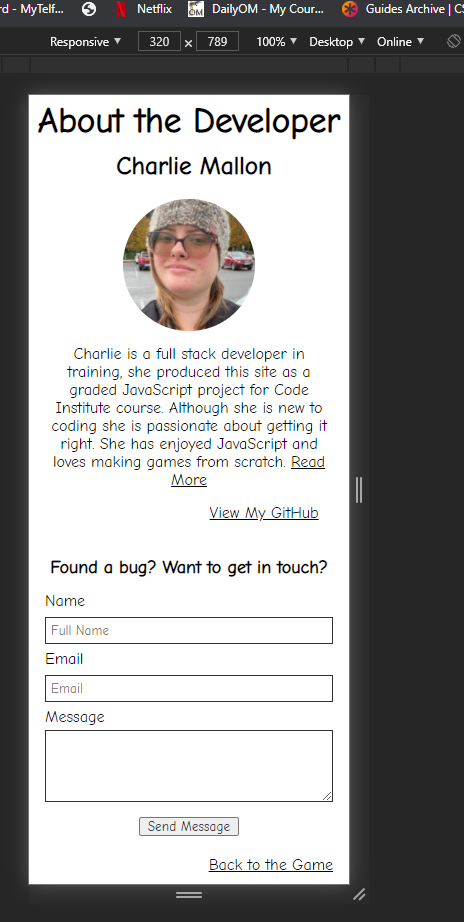 rd - MyTelf... Netflix DailyOM - My Cour... Guides Archive | CS
Responsive ▼ 320 x 789 100% ▼ Desktop ▼ Online ▼
About the Developer
Charlie Mallon
Charlie is a full stack developer in
training, she produced this site as a
graded JavaScript project for Code
Institute course. Although she is new to
coding she is passionate about getting it
right. She has enjoyed JavaScript and
loves making games from scratch. Read
More
View My GitHub
Found a bug? Want to get in touch?
Name
Full Name
Email
Email
Message
Send Message
Back to the Game